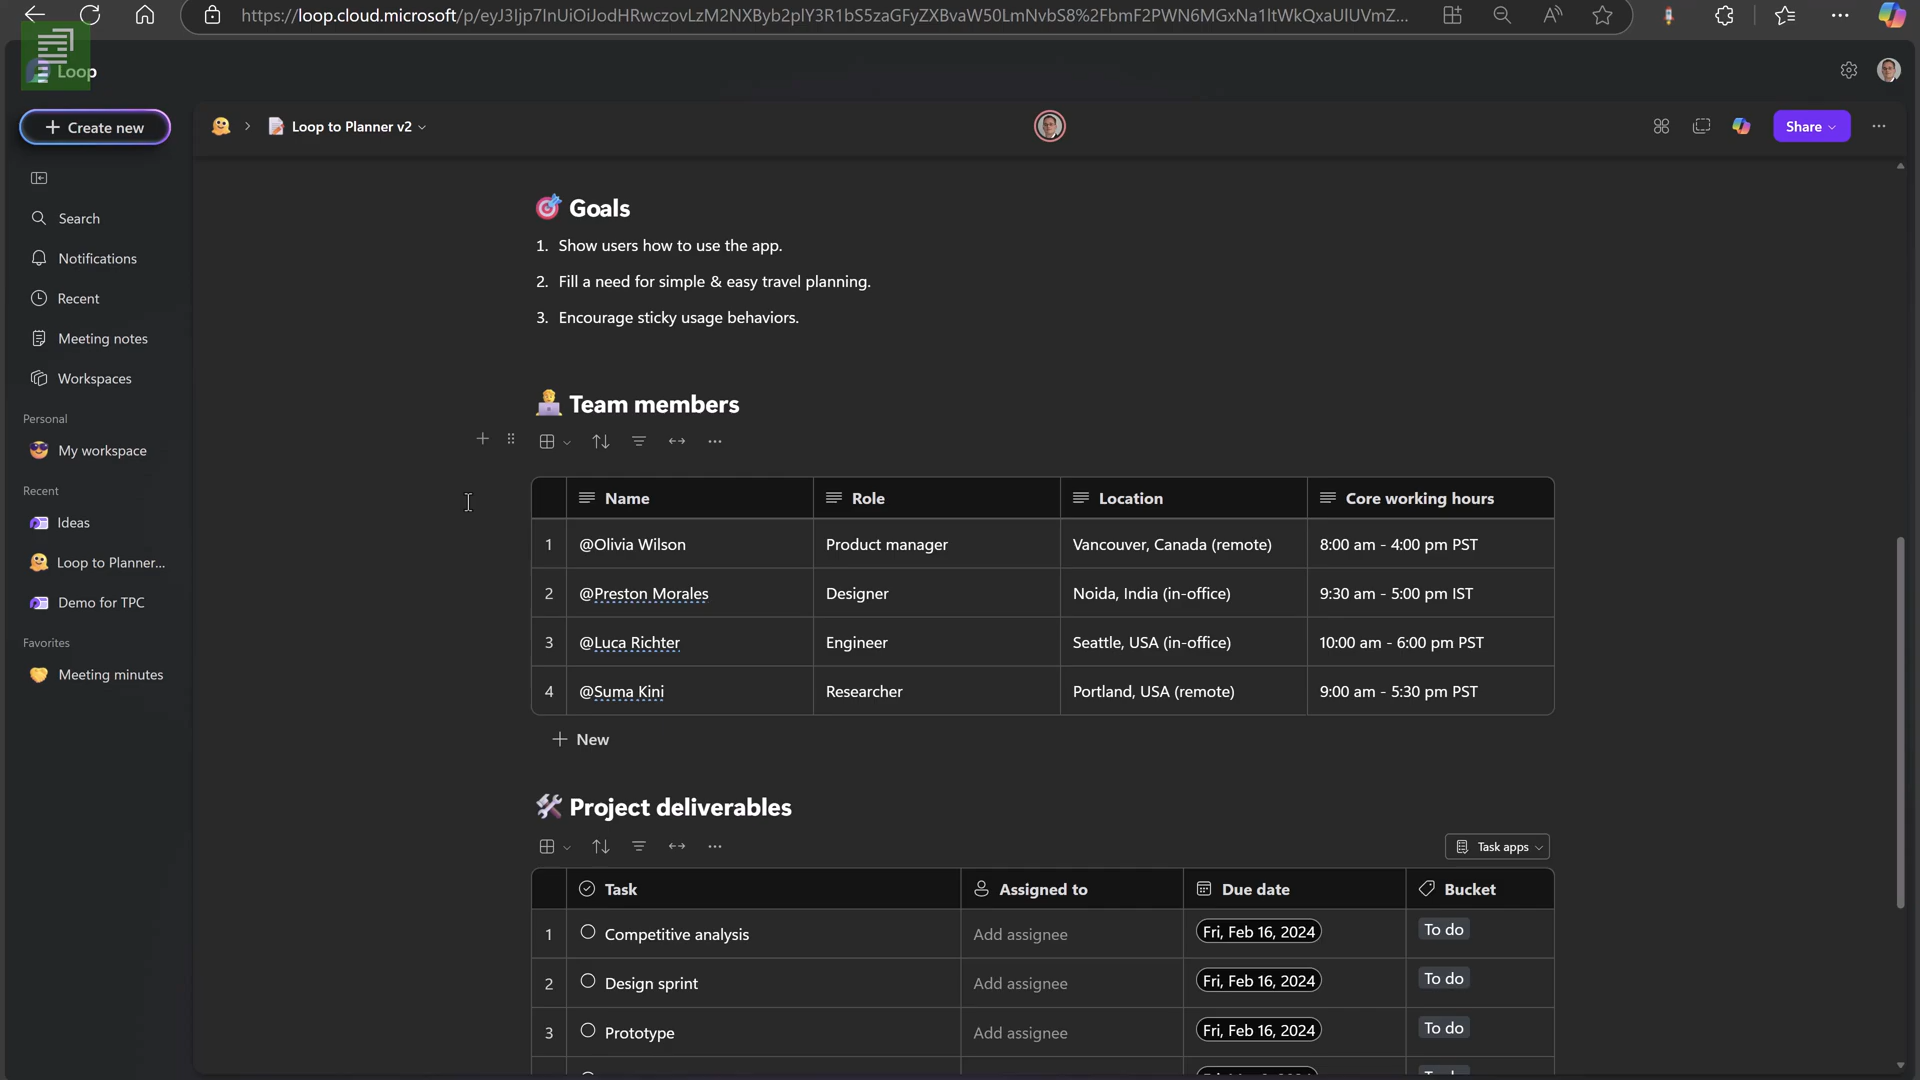 https://loop.cloud.microsoft/p/eyJ3Ijp7InUiOiJodHRwczovLzM2NXByb2plY3R1bS5zaGFyZXBvaW50LmNvbS8%2FbmF2PWN6MGxNa1ltWkQxaUlUVmZ...
Loop
Create new
Loop to Planner v2
Share
Search
Notifications
Recent
Meeting notes
Workspaces
Personal
My workspace
Recent
Ideas
Loop to Planner...
Demo for TPC
Favorites
Meeting minutes
Goals
1. Show users how to use the app.
2. Fill a need for simple & easy travel planning.
3. Encourage sticky usage behaviors.
Team members
Name Role Location Core working hours
1 @Olivia Wilson Product manager Vancouver, Canada (remote) 8:00 am - 4:00 pm PST
2 @Preston Morales Designer Noida, India (in-office) 9:30 am - 5:00 pm IST
3 @Luca Richter Engineer Seattle, USA (in-office) 10:00 am - 6:00 pm PST
4 @Suma Kini Researcher Portland, USA (remote) 9:00 am - 5:30 pm PST
New
Project deliverables
Task apps
Task Assigned to Due date Bucket
1 Competitive analysis Add assignee Fri, Feb 16, 2024 To do
2 Design sprint Add assignee Fri, Feb 16, 2024 To do
3 Prototype Add assignee Fri, Feb 16, 2024 To do